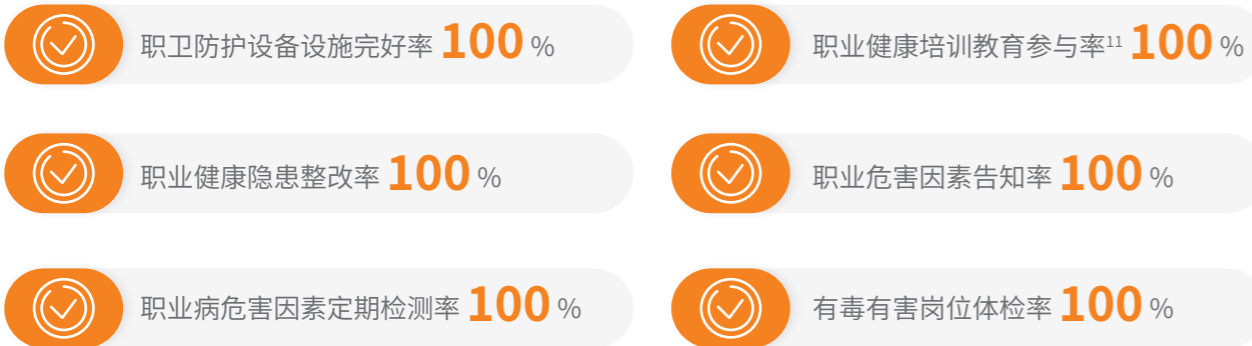 职卫防护设备设施完好率 100 %
职业健康培训教育参与率11 100 %
职业健康隐患整改率 100 %
职业危害因素告知率 100 %
职业病危害因素定期检测率 100 %
有毒有害岗位体检率 100 %